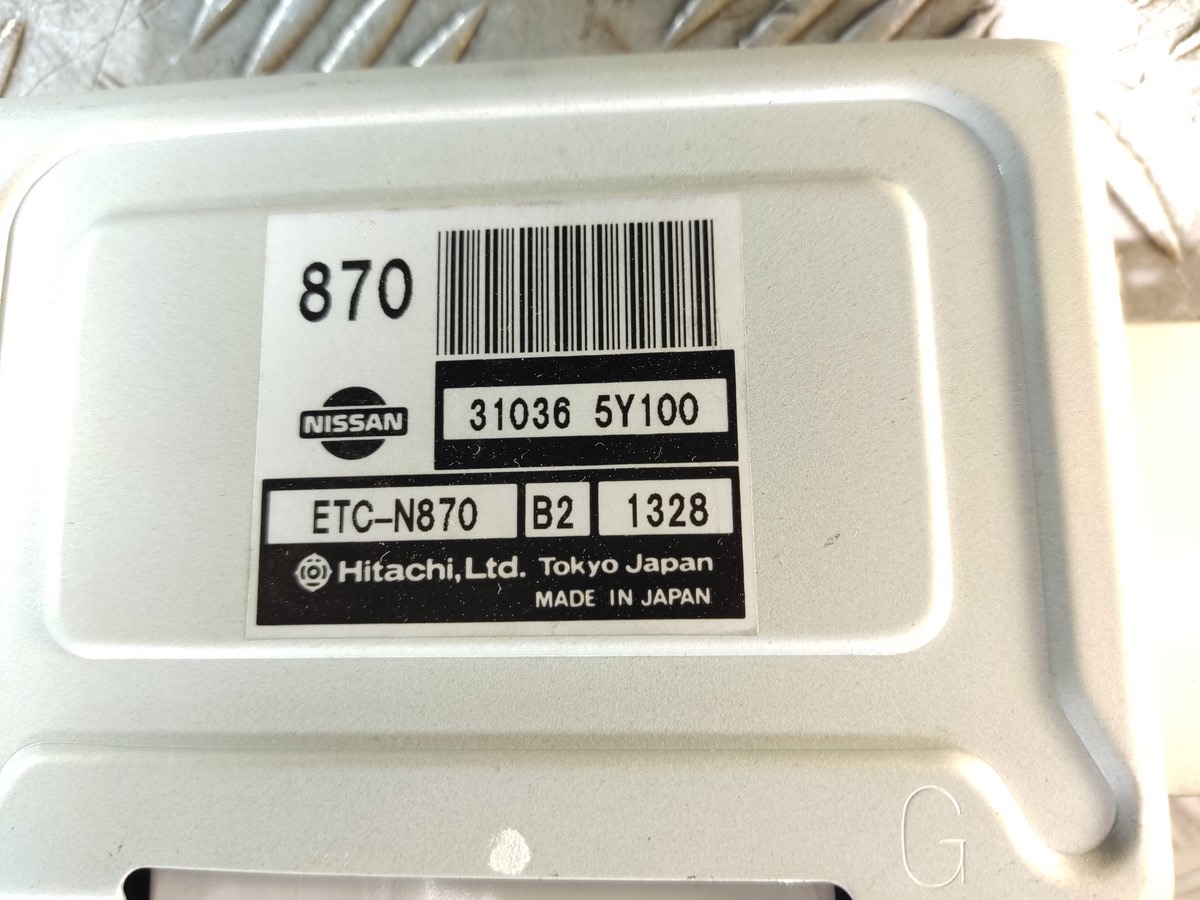 870
NISSAN
31036 5Y100
ETC-N870 B2 1328
Hitachi, Ltd. Tokyo Japan
MADE IN JAPAN
G